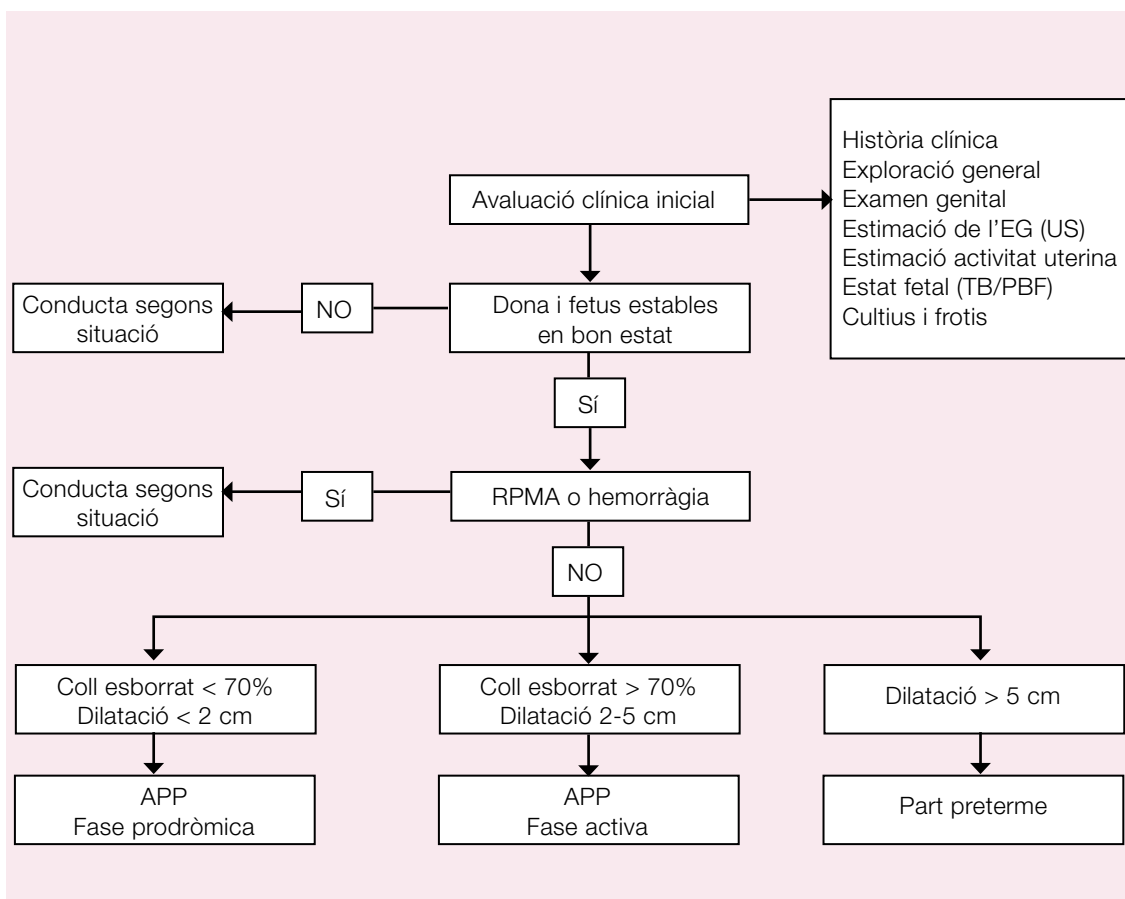 Història clínica
Exploració general
Examen genital
Estimació de l'EG (US)
Estimació activitat uterina
Estat fetal (TB/PBF)
Cultius i frotis
Avaluació clínica inicial
Conducta segons
situació
NO
Dona i fetus estables
en bon estat
Sí
Conducta segons
situació
Sí
RPMA o hemorràgia
NO
Coll esborrat < 70%
Dilatació < 2 cm
Coll esborrat > 70%
Dilatació 2-5 cm
Dilatació > 5 cm
APP
Fase prodròmica
APP
Fase activa
Part preterme